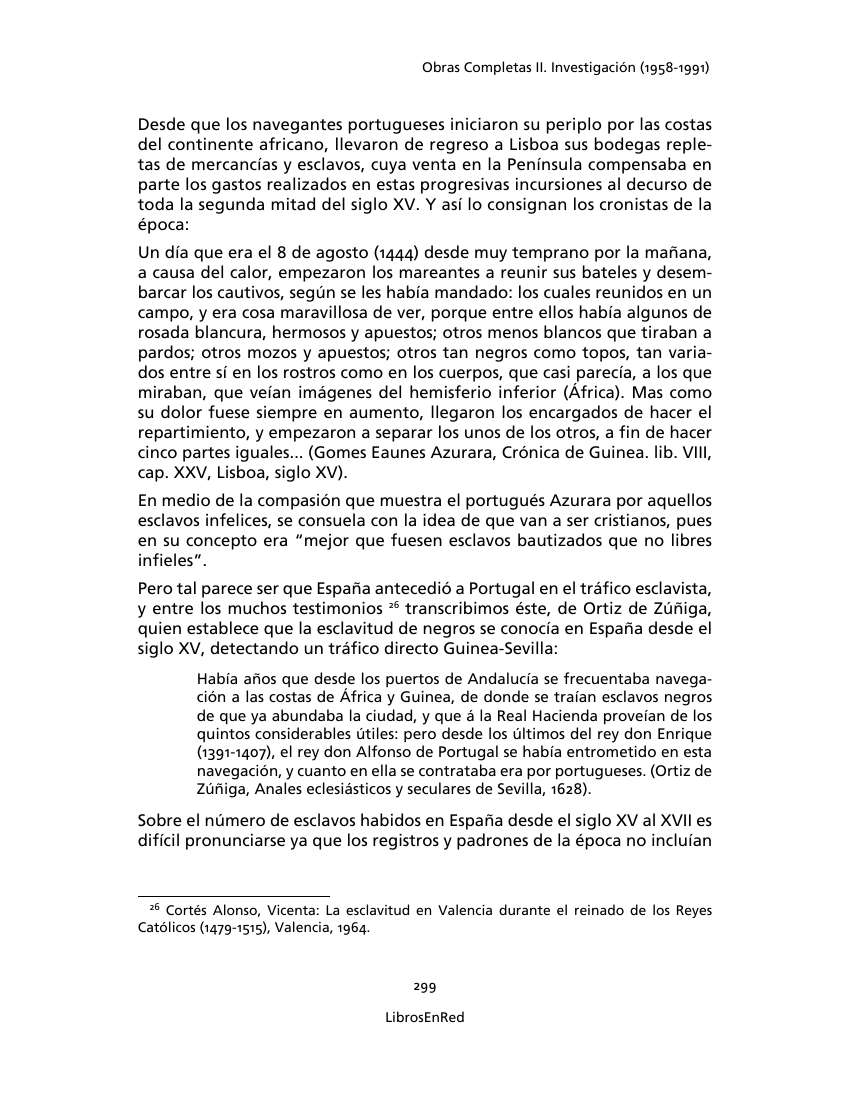 Obras Completas II. Investigación (1958-1991)
Desde que los navegantes portugueses iniciaron su periplo por las costas
del continente africano, llevaron de regreso a Lisboa sus bodegas reple-
tas de mercancías y esclavos, cuya venta en la Península compensaba en
parte los gastos realizados en estas progresivas incursiones al decurso de
toda la segunda mitad del siglo XV. Y así lo consignan los cronistas de la
época:
Un día que era el 8 de agosto (1444) desde muy temprano por la mañana,
a causa del calor, empezaron los mareantes a reunir sus bateles y desem-
barcar los cautivos, según se les había mandado: los cuales reunidos en un
campo, y era cosa maravillosa de ver, porque entre ellos había algunos de
rosada blancura, hermosos y apuestos; otros menos blancos que tiraban a
pardos; otros mozos y apuestos; otros tan negros como topos, tan varia-
dos entre sí en los rostros como en los cuerpos, que casi parecía, a los que
miraban, que veían imágenes del hemisferio inferior (África). Mas como
su dolor fuese siempre en aumento, llegaron los encargados de hacer el
repartimiento, y empezaron a separar los unos de los otros, a fin de hacer
cinco partes iguales... (Gomes Eaunes Azurara, Crónica de Guinea. lib. VIII,
cap. XXV, Lisboa, siglo XV).
En medio de la compasión que muestra el portugués Azurara por aquellos
esclavos infelices, se consuela con la idea de que van a ser cristianos, pues
en su concepto era “mejor que fuesen esclavos bautizados que no libres
infieles”.
Pero tal parece ser que España antecedió a Portugal en el tráfico esclavista,
y entre los muchos testimonios 26 transcribimos éste, de Ortiz de Zúñiga,
quien establece que la esclavitud de negros se conocía en España desde el
siglo XV, detectando un tráfico directo Guinea-Sevilla:
Había años que desde los puertos de Andalucía se frecuentaba navega-
ción a las costas de África y Guinea, de donde se traían esclavos negros
de que ya abundaba la ciudad, y que á la Real Hacienda proveían de los
quintos considerables útiles: pero desde los últimos del rey don Enrique
(1391-1407), el rey don Alfonso de Portugal se había entrometido en esta
navegación, y cuanto en ella se contrataba era por portugueses. (Ortiz de
Zúñiga, Anales eclesiásticos y seculares de Sevilla, 1628).
Sobre el número de esclavos habidos en España desde el siglo XV al XVII es
difícil pronunciarse ya que los registros y padrones de la época no incluían
26 Cortés Alonso, Vicenta: La esclavitud en Valencia durante el reinado de los Reyes
Católicos (1479-1515), Valencia, 1964.
299
LibrosEnRed